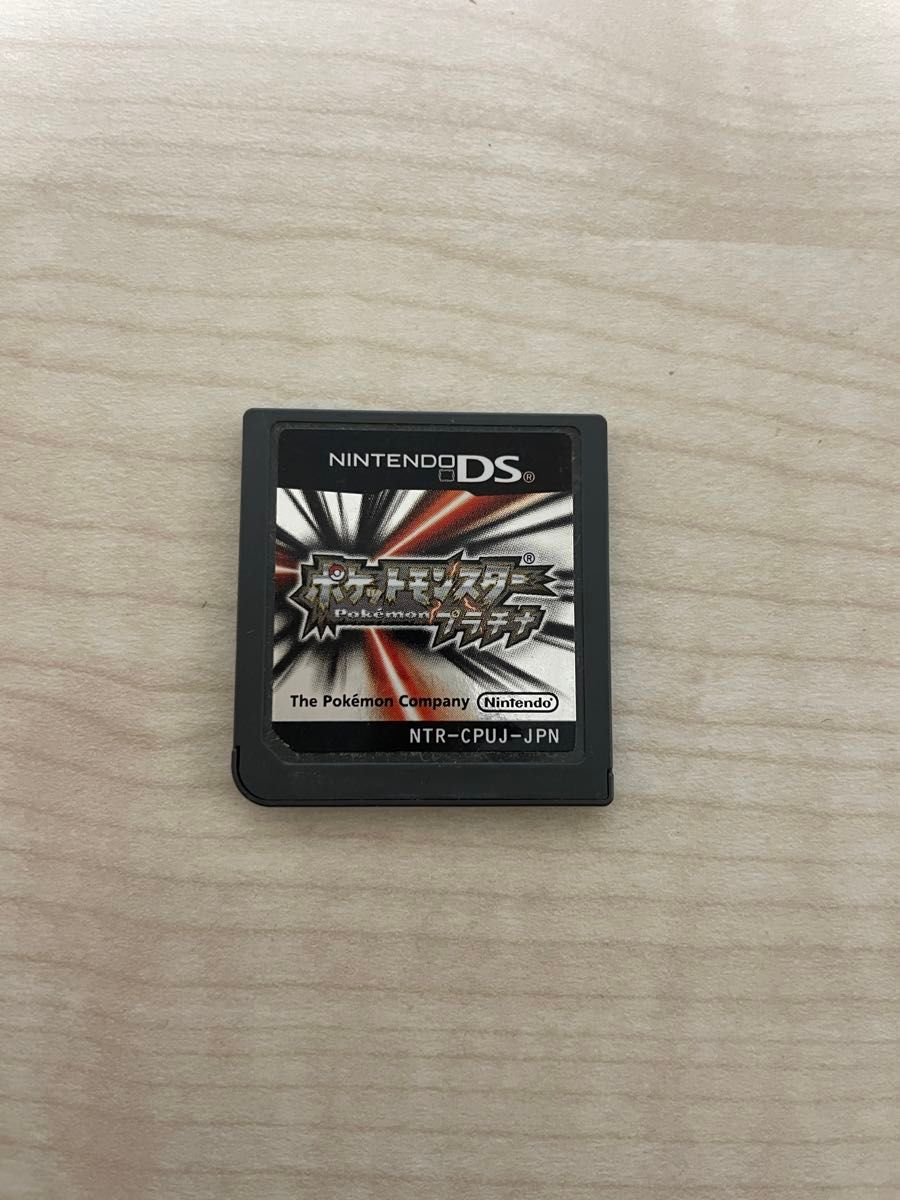 NINTENDO DS®
ポケットモンスター®
Pokémon プラチナ
The Pokémon Company Nintendo®
NTR-CPUJ-JPN